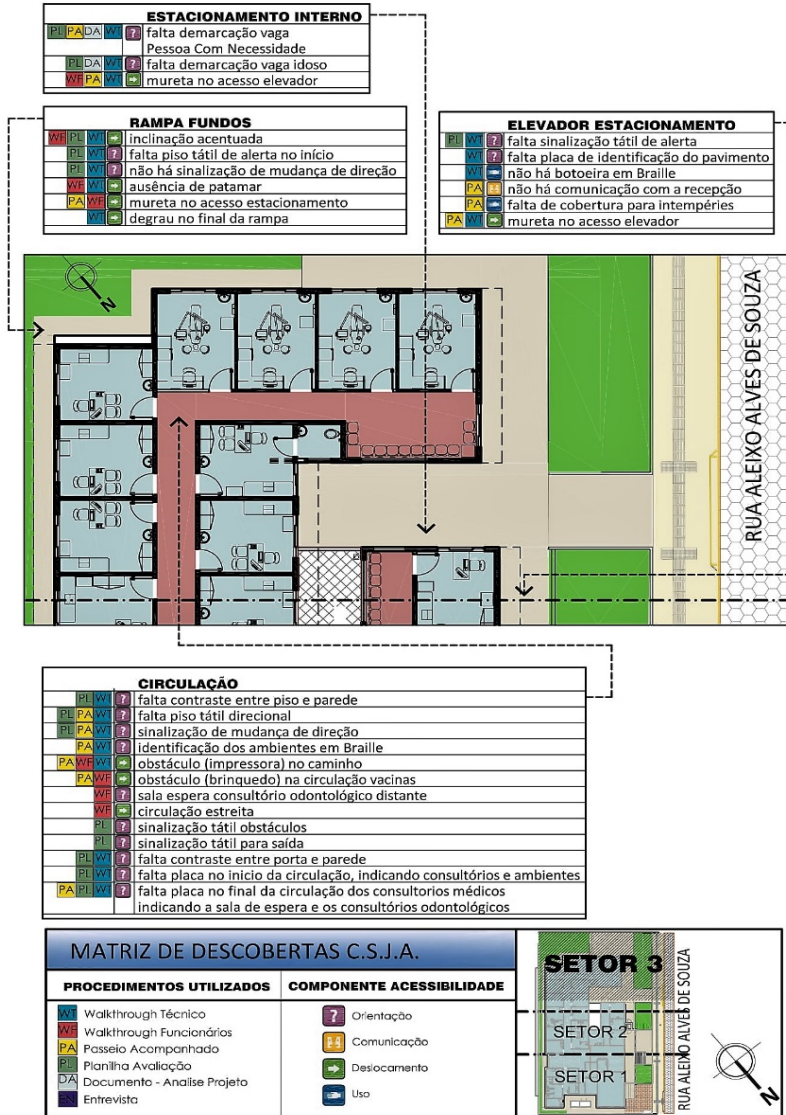 ESTACIONAMENTO INTERNO
PL PA DA WT ? falta demarcação vaga
Pessoa Com Necessidade
PL DA WT ? falta demarcação vaga idoso
WF PA WT mureta no acesso elevador
RAMPA FUNDOS
WF PL WT inclinação acentuada
PL WT ? falta piso tátil de alerta no início
PL WT ? não há sinalização de mudança de direção
WF WT ausência de patamar
PA WF mureta no acesso estacionamento
WT degrau no final da rampa
ELEVADOR ESTACIONAMENTO
PL WT ? falta sinalização tátil de alerta
WT ? falta placa de identificação do pavimento
WT não há botoeira em Braille
PA não há comunicação com a recepção
PA falta de cobertura para intempéries
PA WT mureta no acesso elevador
N
RUA ALEIXO ALVES DE SOUZA
CIRCULAÇÃO
PL WT ? falta contraste entre piso e parede
PL PA WT ? falta piso tátil direcional
PL PA WT ? sinalização de mudança de direção
PA WT ? identificação dos ambientes em Braille
PA WF WT obstáculo (impressora) no caminho
PA WF obstáculo (brinquedo) na circulação vacinas
WF ? sala espera consultório odontológico distante
WF circulação estreita
PL ? sinalização tátil obstáculos
PL ? sinalização tátil para saída
PL WT ? falta contraste entre porta e parede
PL WT ? falta placa no inicio da circulação, indicando consultórios e ambientes
PA PL WT ? falta placa no final da circulação dos consultorios médicos
indicando a sala de espera e os consultórios odontológicos
MATRIZ DE DESCOBERTAS C.S.J.A.
PROCEDIMENTOS UTILIZADOS
WT Walkthrough Técnico
WF Walkthrough Funcionários
PA Passeio Acompanhado
PL Planilha Avaliação
DA Documento - Analise Projeto
EN Entrevista
COMPONENTE ACESSIBILIDADE
? Orientação
Comunicação
Deslocamento
Uso
SETOR 3
SETOR 2
SETOR 1
RUA ALEIXO ALVES DE SOUZA
N